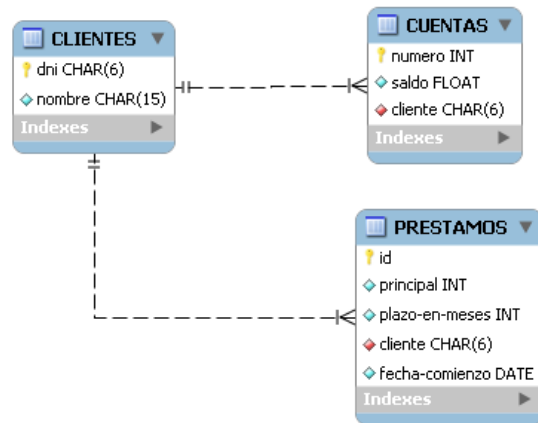 CLIENTES
dni CHAR(6)
nombre CHAR(15)
Indexes
CUENTAS
numero INT
saldo FLOAT
cliente CHAR(6)
Indexes
PRESTAMOS
id
principal INT
plazo-en-meses INT
cliente CHAR(6)
fecha-comienzo DATE
Indexes